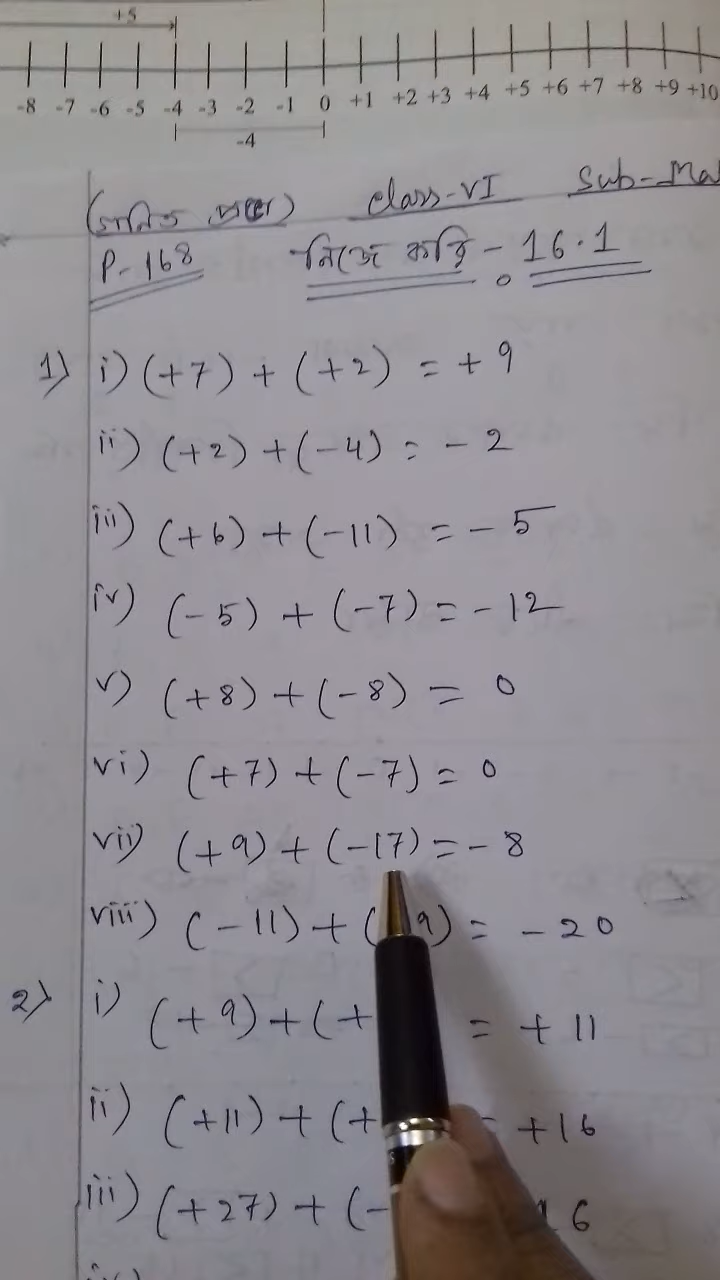 +5
-8 -7 -6 -5 -4 -3 -2 -1 0 +1 +2 +3 +4 +5 +6 +7 +8 +9 +10
-4
Class-VI Sub-Ma
P-168 নিজে করি - 16.1
1) i) (+7) + (+2) = +9
ii) (+2) + (-4) = -2
iii) (+6) + (-11) = -5
iv) (-5) + (-7) = -12
v) (+8) + (-8) = 0
vi) (+7) + (-7) = 0
vii) (+9) + (-17) = -8
viii) (-11) + ( 9) = -20
2) i) (+9) + (+ = +11
ii) (+11) + (+ = +16
iii) (+27) + (- 16